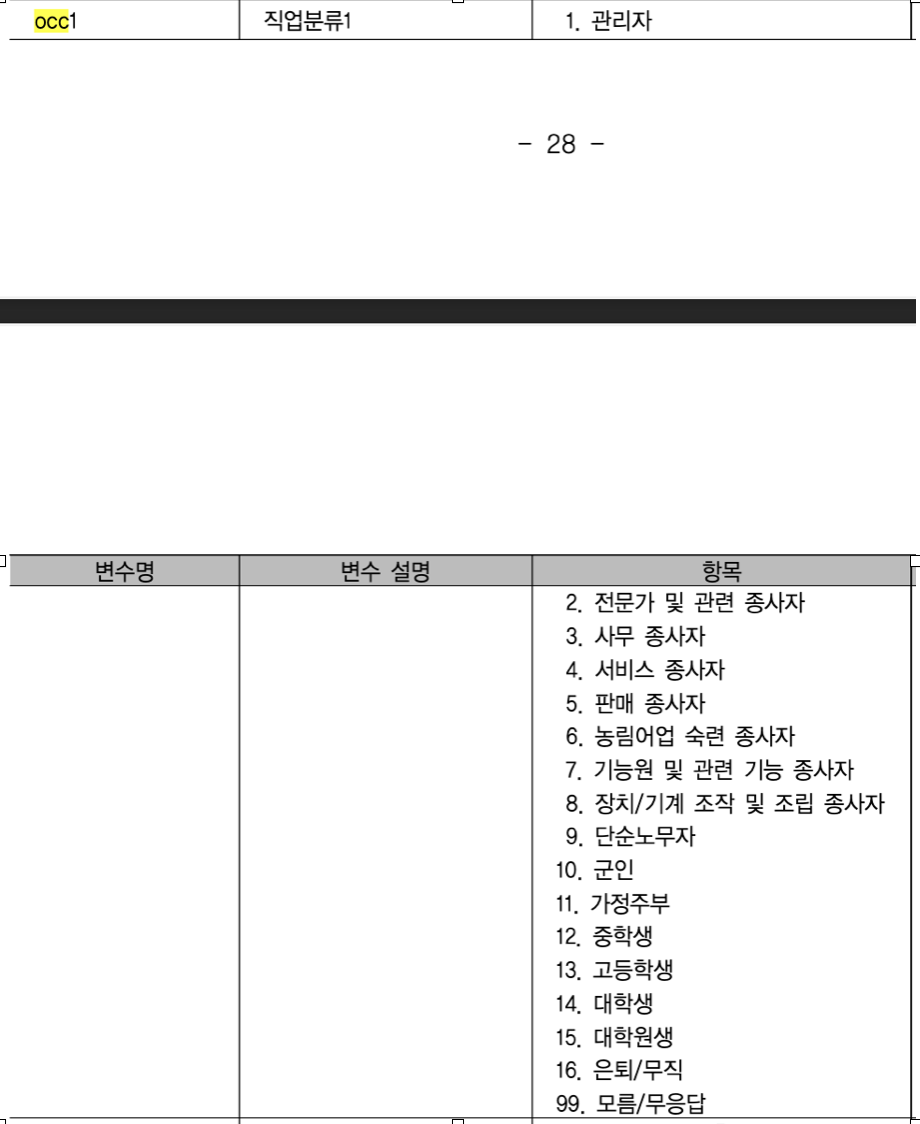 occ1 직업분류1 1. 관리자
- 28 -
변수명 변수 설명 항목
2. 전문가 및 관련 종사자
3. 사무 종사자
4. 서비스 종사자
5. 판매 종사자
6. 농림어업 숙련 종사자
7. 기능원 및 관련 기능 종사자
8. 장치/기계 조작 및 조립 종사자
9. 단순노무자
10. 군인
11. 가정주부
12. 중학생
13. 고등학생
14. 대학생
15. 대학원생
16. 은퇴/무직
99. 모름/무응답